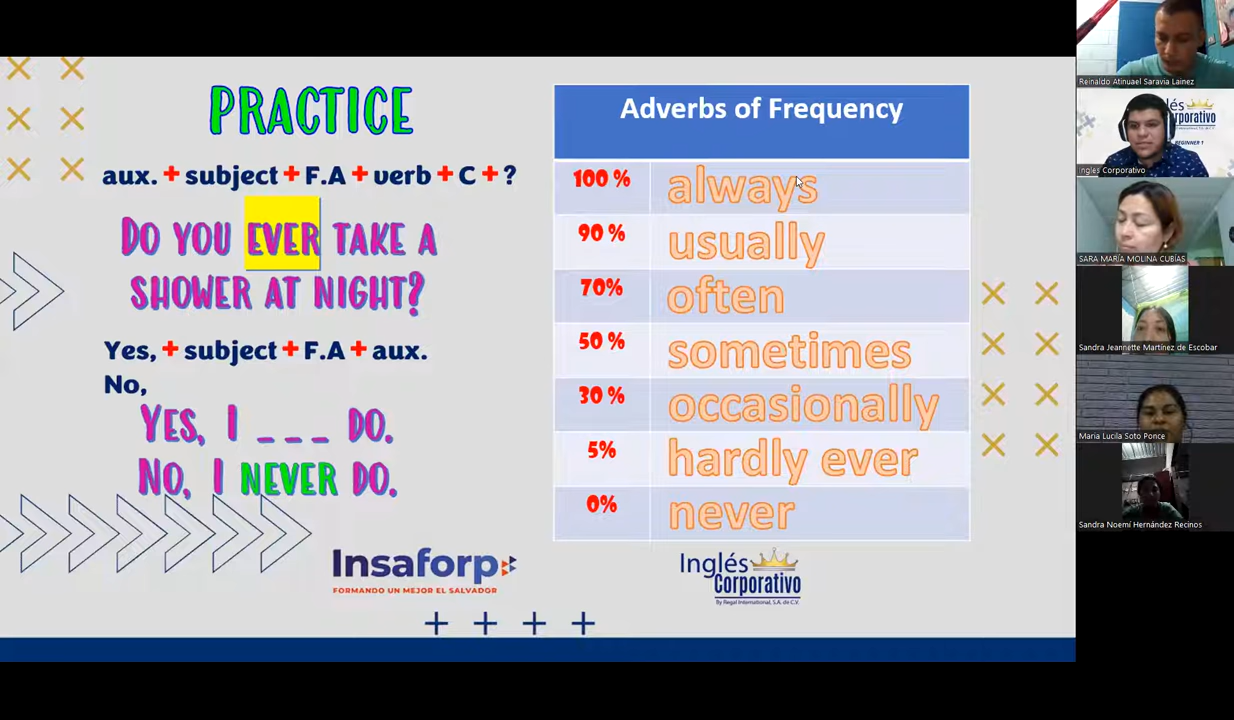 PRACTICE
aux. + subject + F.A + verb + C + ?
DO YOU EVER TAKE A
SHOWER AT NIGHT?
Yes, + subject + F.A + aux.
No,
YES, I _ _ _ DO.
NO, I NEVER DO.
Insaforp
FORMANDO UN MEJOR EL SALVADOR
Adverbs of Frequency
100 % always
90 % usually
70% often
50 % sometimes
30 % occasionally
5% hardly ever
0% never
Inglés
Corporativo
By Regal International, S.A. de C.V.
Reinaldo Atinuael Saravia Lainez
BEGINNER 1
Inglés Corporativo
SARA MARÍA MOLINA CUBÍAS
Sandra Jeannette Martínez de Escobar
María Lucila Soto Ponce
Sandra Noemí Hernández Recinos